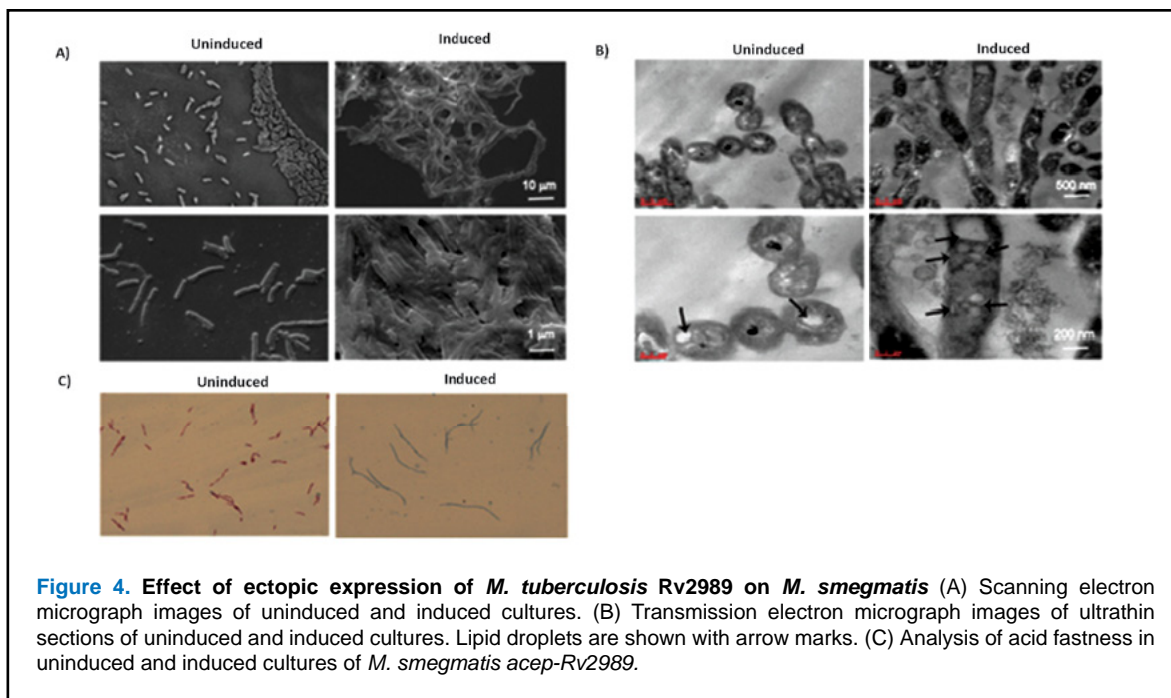 A)
Uninduced
Induced
10 μm
1 μm
B)
Uninduced
Induced
500 nm
200 nm
C)
Uninduced
Induced
Figure 4. Effect of ectopic expression of M. tuberculosis Rv2989 on M. smegmatis (A) Scanning electron
micrograph images of uninduced and induced cultures. (B) Transmission electron micrograph images of ultrathin
sections of uninduced and induced cultures. Lipid droplets are shown with arrow marks. (C) Analysis of acid fastness in
uninduced and induced cultures of M. smegmatis acep-Rv2989.